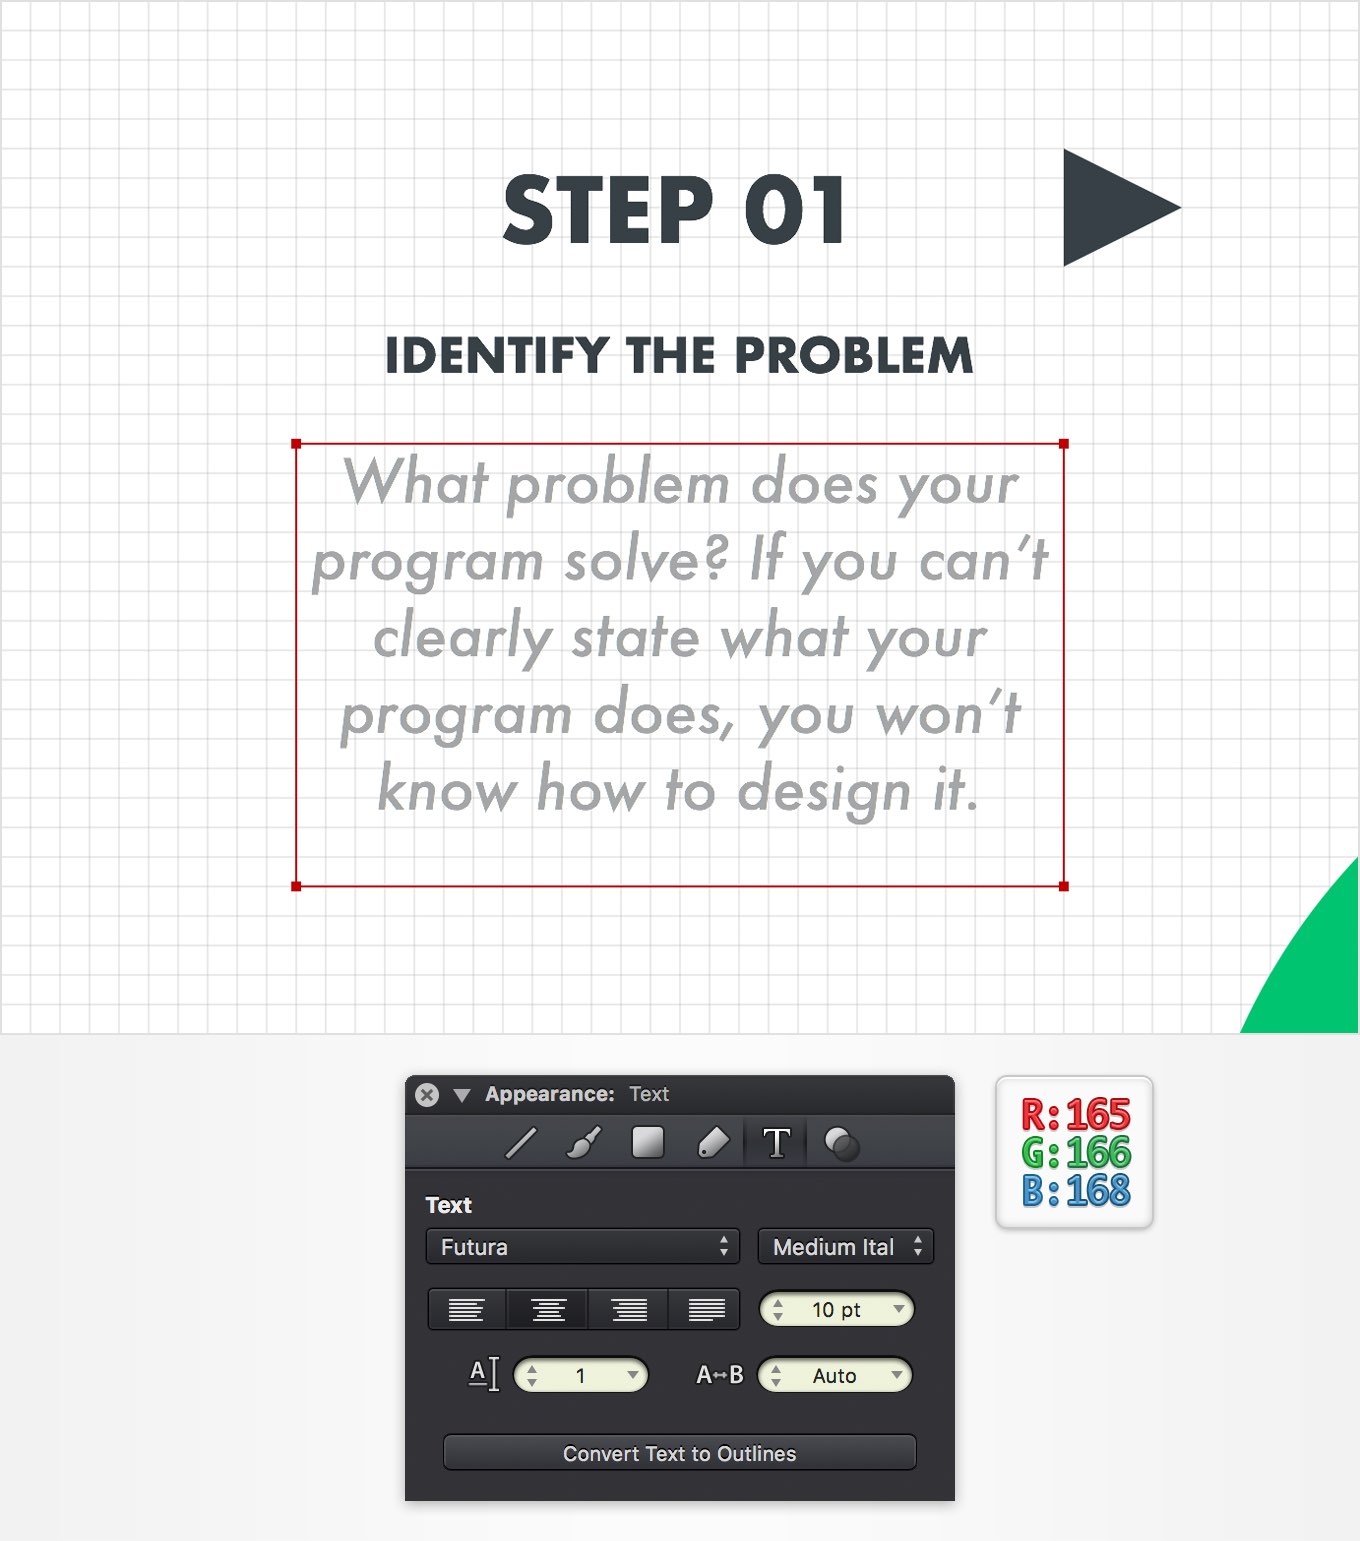 STEP 01
IDENTIFY THE PROBLEM
What problem does your
program solve? If you can’t
clearly state what your
program does, you won’t
know how to design it.
Appearance: Text
T
Text
Futura Medium Ital
10 pt
A 1 A↔B Auto
Convert Text to Outlines
R:165
G:166
B:168